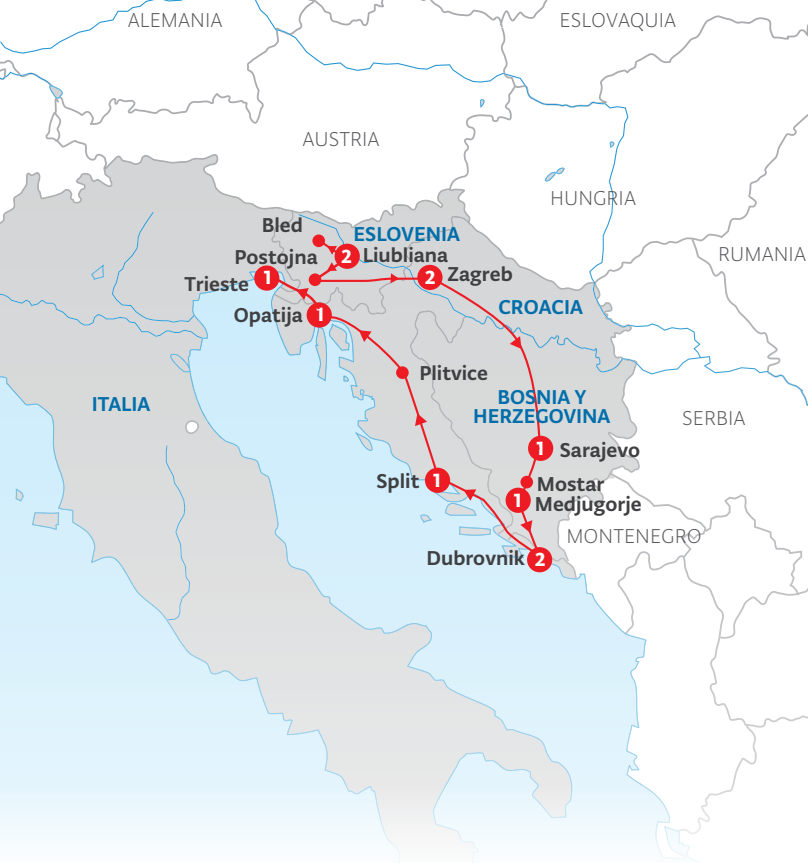 ALEMANIA
ESLOVAQUIA
AUSTRIA
HUNGRIA
Bled
ESLOVENIA
2
Liubliana
Postojna
RUMANIA
Trieste
1
2
Zagreb
Opatija
1
CROACIA
Plitvice
ITALIA
BOSNIA Y
HERZEGOVINA
SERBIA
1
Sarajevo
Split
1
Mostar
1
Medjugorje
MONTENEGRO
Dubrovnik
2